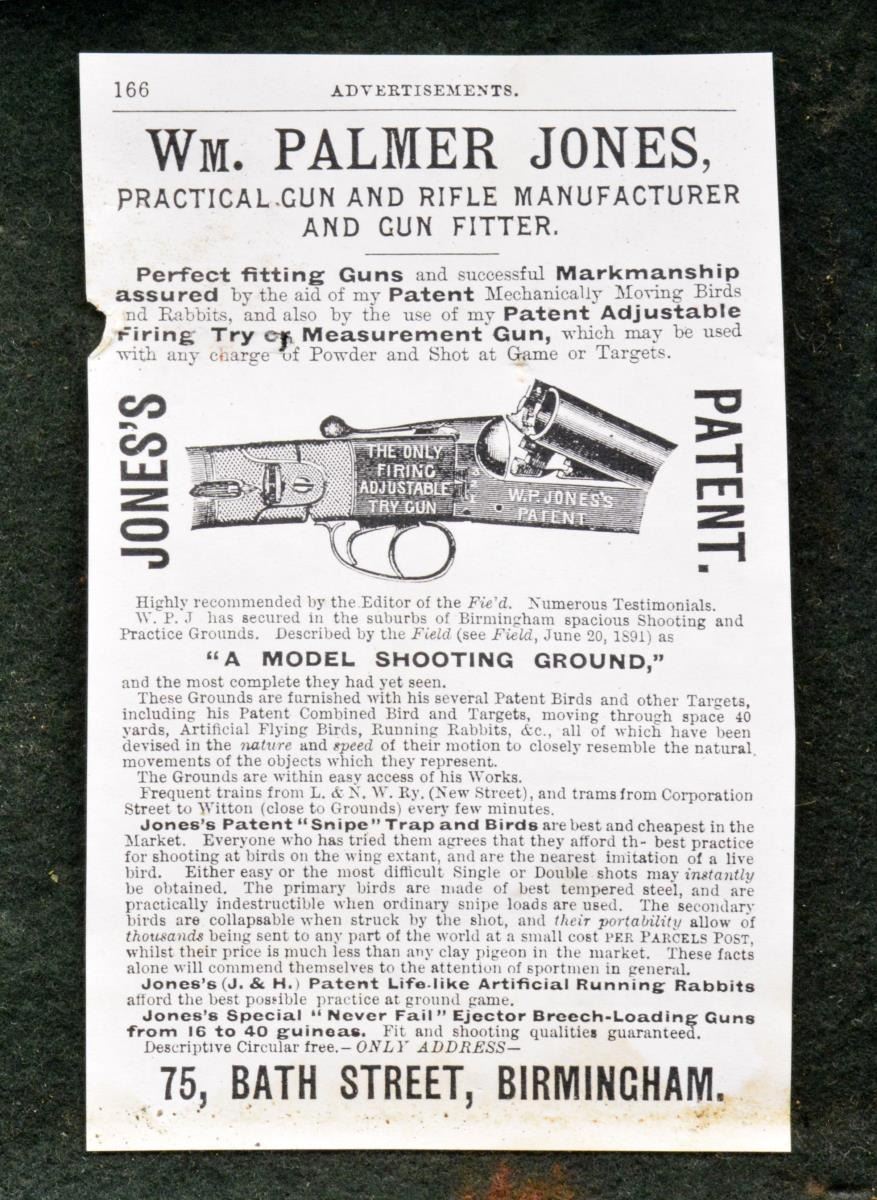 166
ADVERTISEMENTS.
WM. PALMER JONES,
PRACTICAL GUN AND RIFLE MANUFACTURER
AND GUN FITTER.
Perfect fitting Guns and successful Markmanship
assured by the aid of my Patent Mechanically Moving Birds
nd Rabbits, and also by the use of my Patent Adjustable
Firing Try or Measurement Gun, which may be used
with any charge of Powder and Shot at Game or Targets.
JONES'S
THE ONLY
FIRING
ADJUSTABLE
TRY GUN
W.P. JONES'S
PATENT
PATENT.
Highly recommended by the Editor of the Fie'd. Numerous Testimonials.
W. P. J has secured in the suburbs of Birmingham spacious Shooting and
Practice Grounds. Described by the Field (see Field, June 20, 1891) as
"A MODEL SHOOTING GROUND,"
and the most complete they had yet seen.
These Grounds are furnished with his several Patent Birds and other Targets,
including his Patent Combined Bird and Targets, moving through space 40
yards, Artificial Flying Birds, Running Rabbits, &c., all of which have been
devised in the nature and speed of their motion to closely resemble the natural
movements of the objects which they represent.
The Grounds are within easy access of his Works.
Frequent trains from L. & N. W. Ry. (New Street), and trams from Corporation
Street to Witton (close to Grounds) every few minutes.
Jones's Patent "Snipe" Trap and Birds are best and cheapest in the
Market. Everyone who has tried them agrees that they afford th- best practice
for shooting at birds on the wing extant, and are the nearest imitation of a live
bird. Either easy or the most difficult Single or Double shots may instantly
be obtained. The primary birds are made of best tempered steel, and are
practically indestructible when ordinary snipe loads are used. The secondary
birds are collapsable when struck by the shot, and their portability allow of
thousands being sent to any part of the world at a small cost PER PARCELS POST,
whilst their price is much less than any clay pigeon in the market. These facts
alone will commend themselves to the attention of sportmen in general.
Jones's (J. & H.) Patent Life-like Artificial Running Rabbits
afford the best possible practice at ground game.
Jones's Special "Never Fail" Ejector Breech-Loading Guns
from 16 to 40 guineas. Fit and shooting qualities guaranteed.
Descriptive Circular free.—ONLY ADDRESS—
75, BATH STREET, BIRMINGHAM.